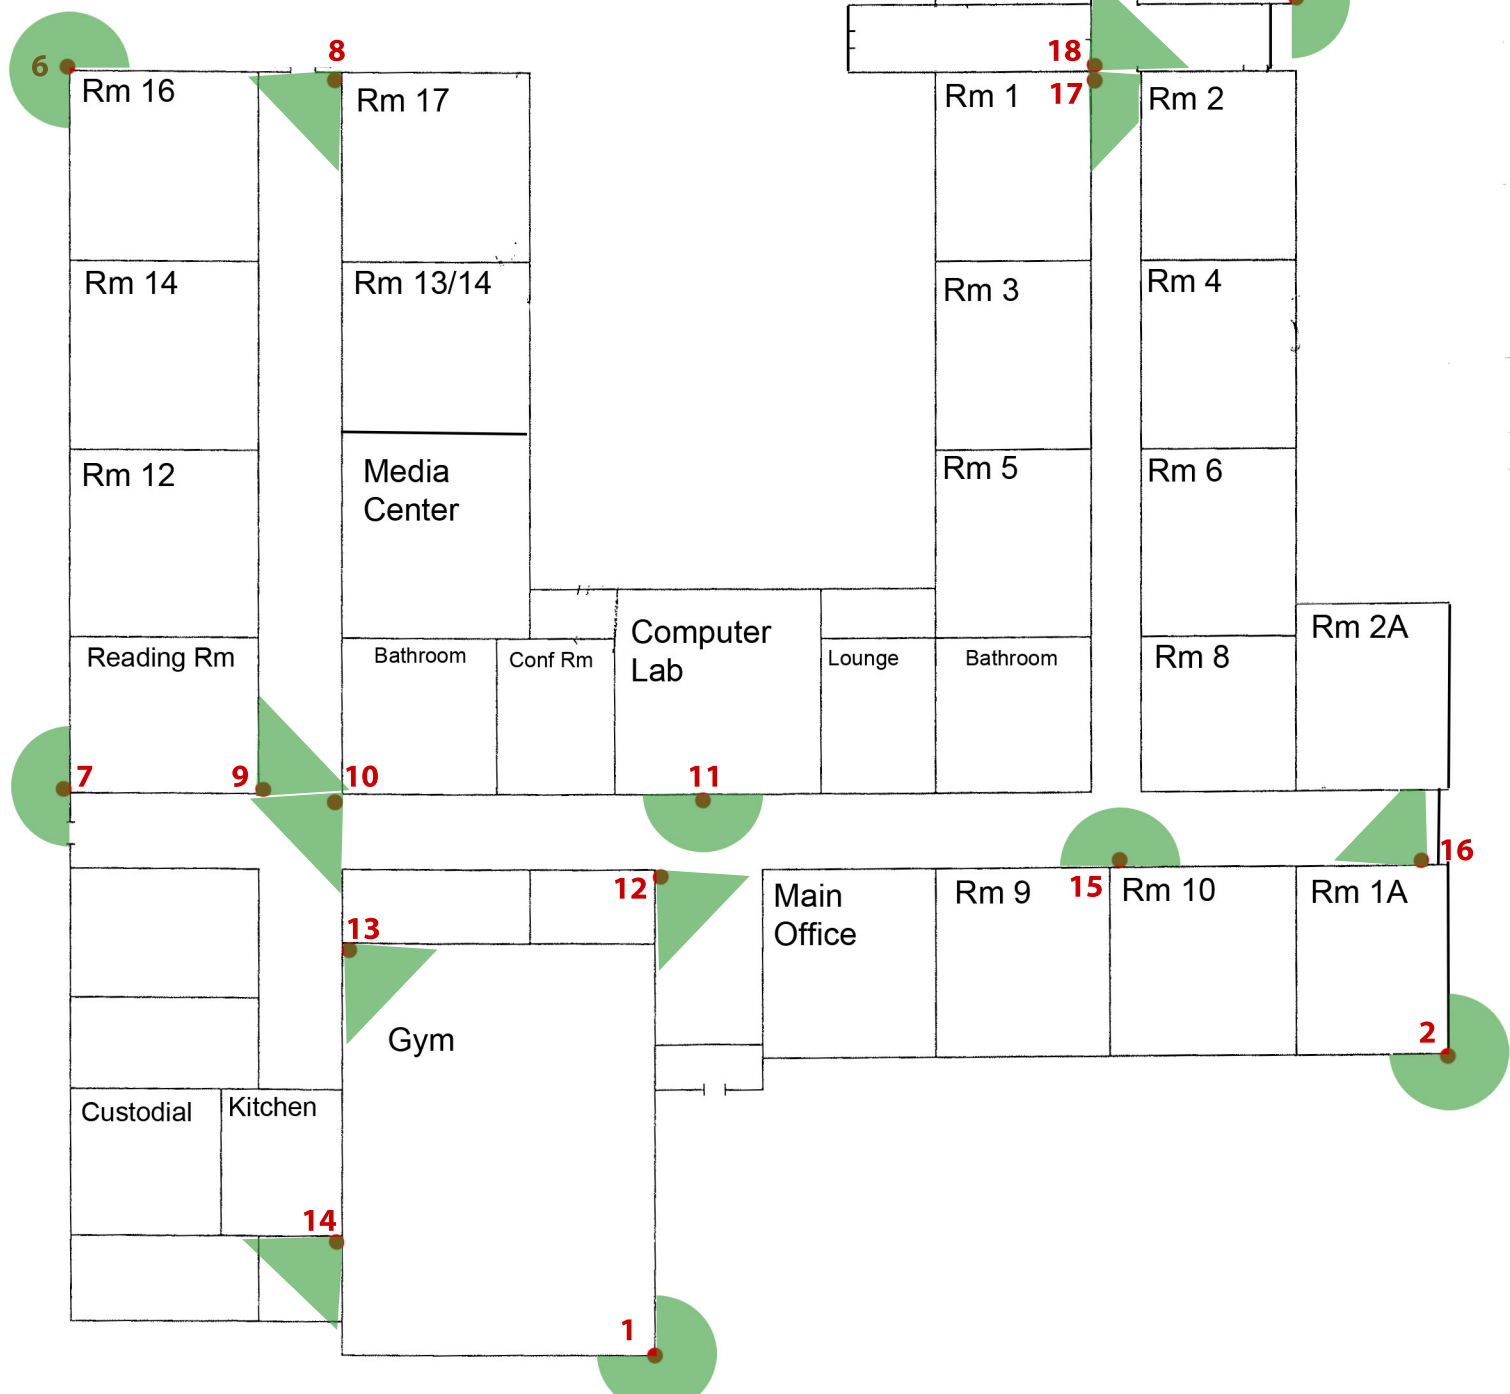 18
6
8
Rm 16
Rm 17
Rm 1
17
Rm 2
Rm 14
Rm 13/14
Rm 3
Rm 4
Rm 12
Media
Center
Rm 5
Rm 6
Reading Rm
Bathroom
Conf Rm
Computer
Lab
Lounge
Bathroom
Rm 8
Rm 2A
7
9
10
11
16
12
Main
Office
Rm 9
15
Rm 10
Rm 1A
13
Gym
2
Custodial
Kitchen
14
1